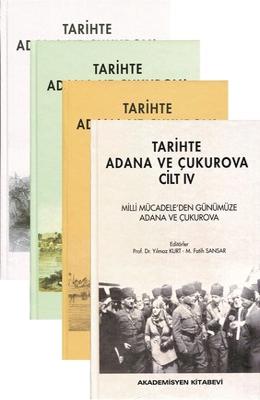 TARİHTE
TARİHTE
TARİHTE
TARİHTE
ADANA VE ÇUKUROVA
CİLT IV
MİLLİ MÜCADELE'DEN GÜNÜMÜZE
ADANA VE ÇUKUROVA
Editörler
Prof. Dr. Yılmaz KURT - M. Fatih SANSAR
AKADEMİSYEN KİTABEVİ